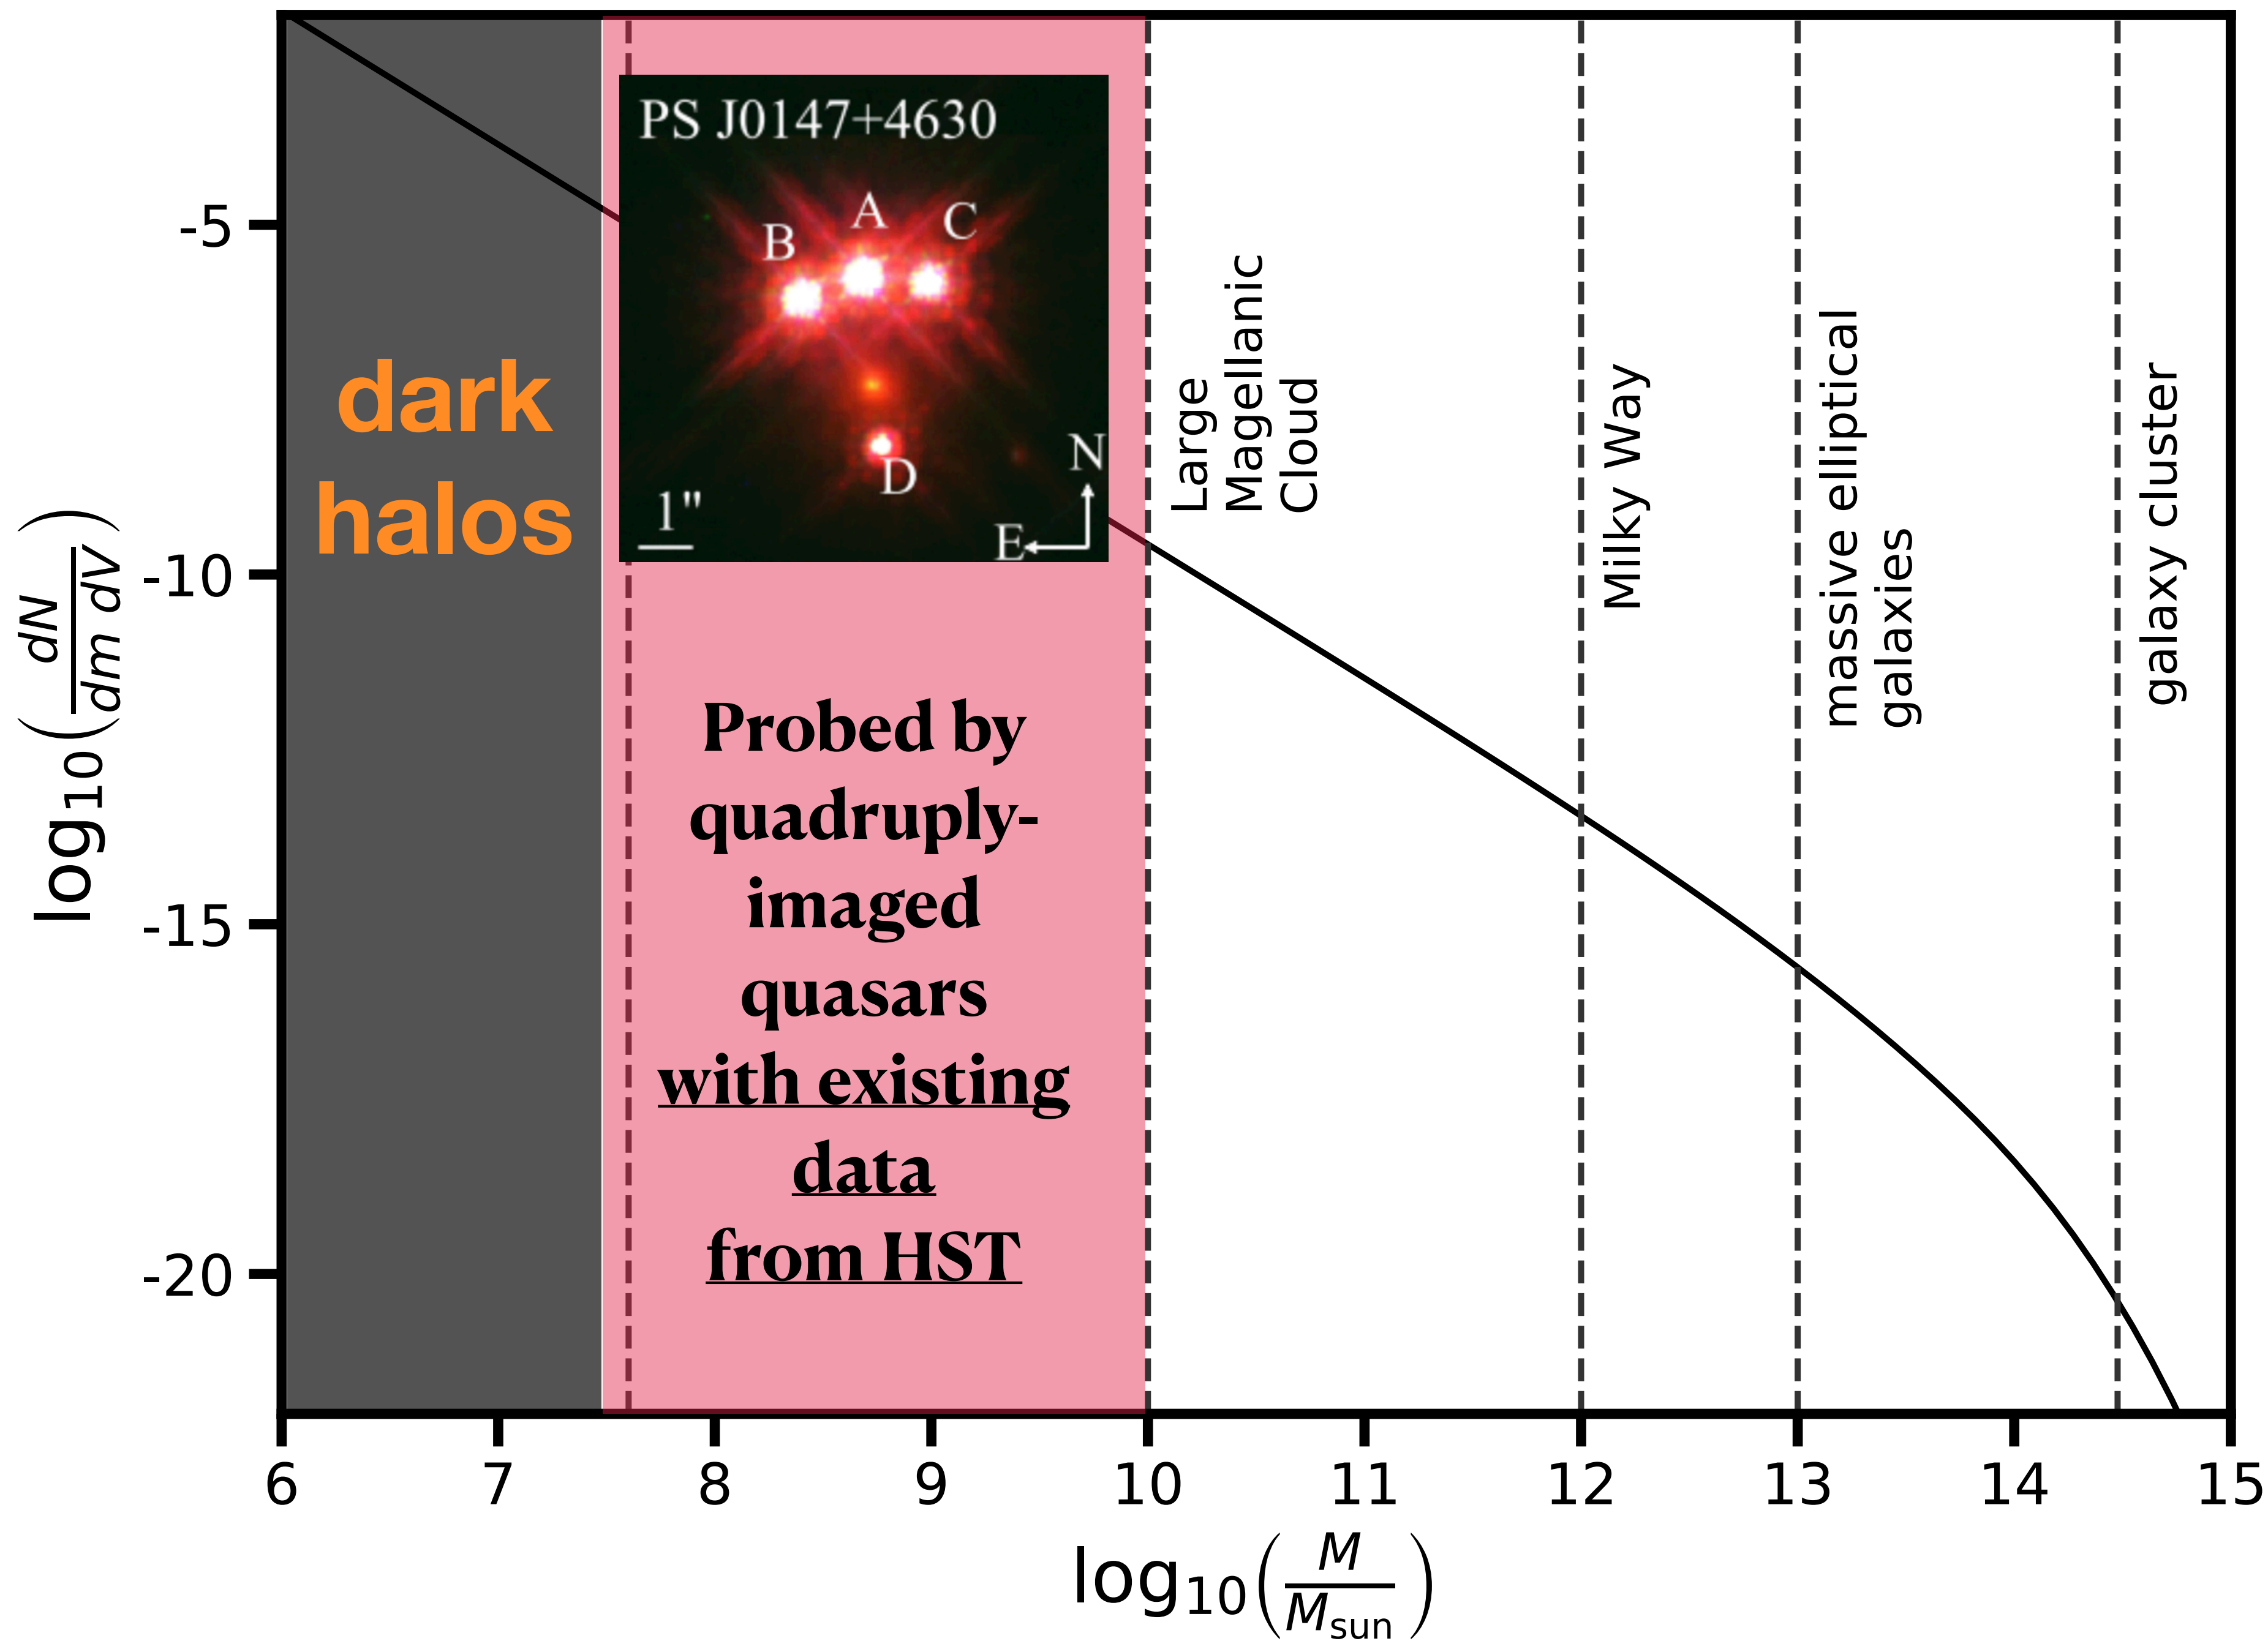 log₁₀(dN/dm dV)
-5
-10
-15
-20
dark
halos
PS J0147+4630
A
B
C
D
1"
N
E
Probed by
quadruply-
imaged
quasars
with existing
data
from HST
Large
Magellanic
Cloud
Milky Way
massive elliptical
galaxies
galaxy cluster
6 7 8 9 10 11 12 13 14 15
log₁₀(M/Msun)